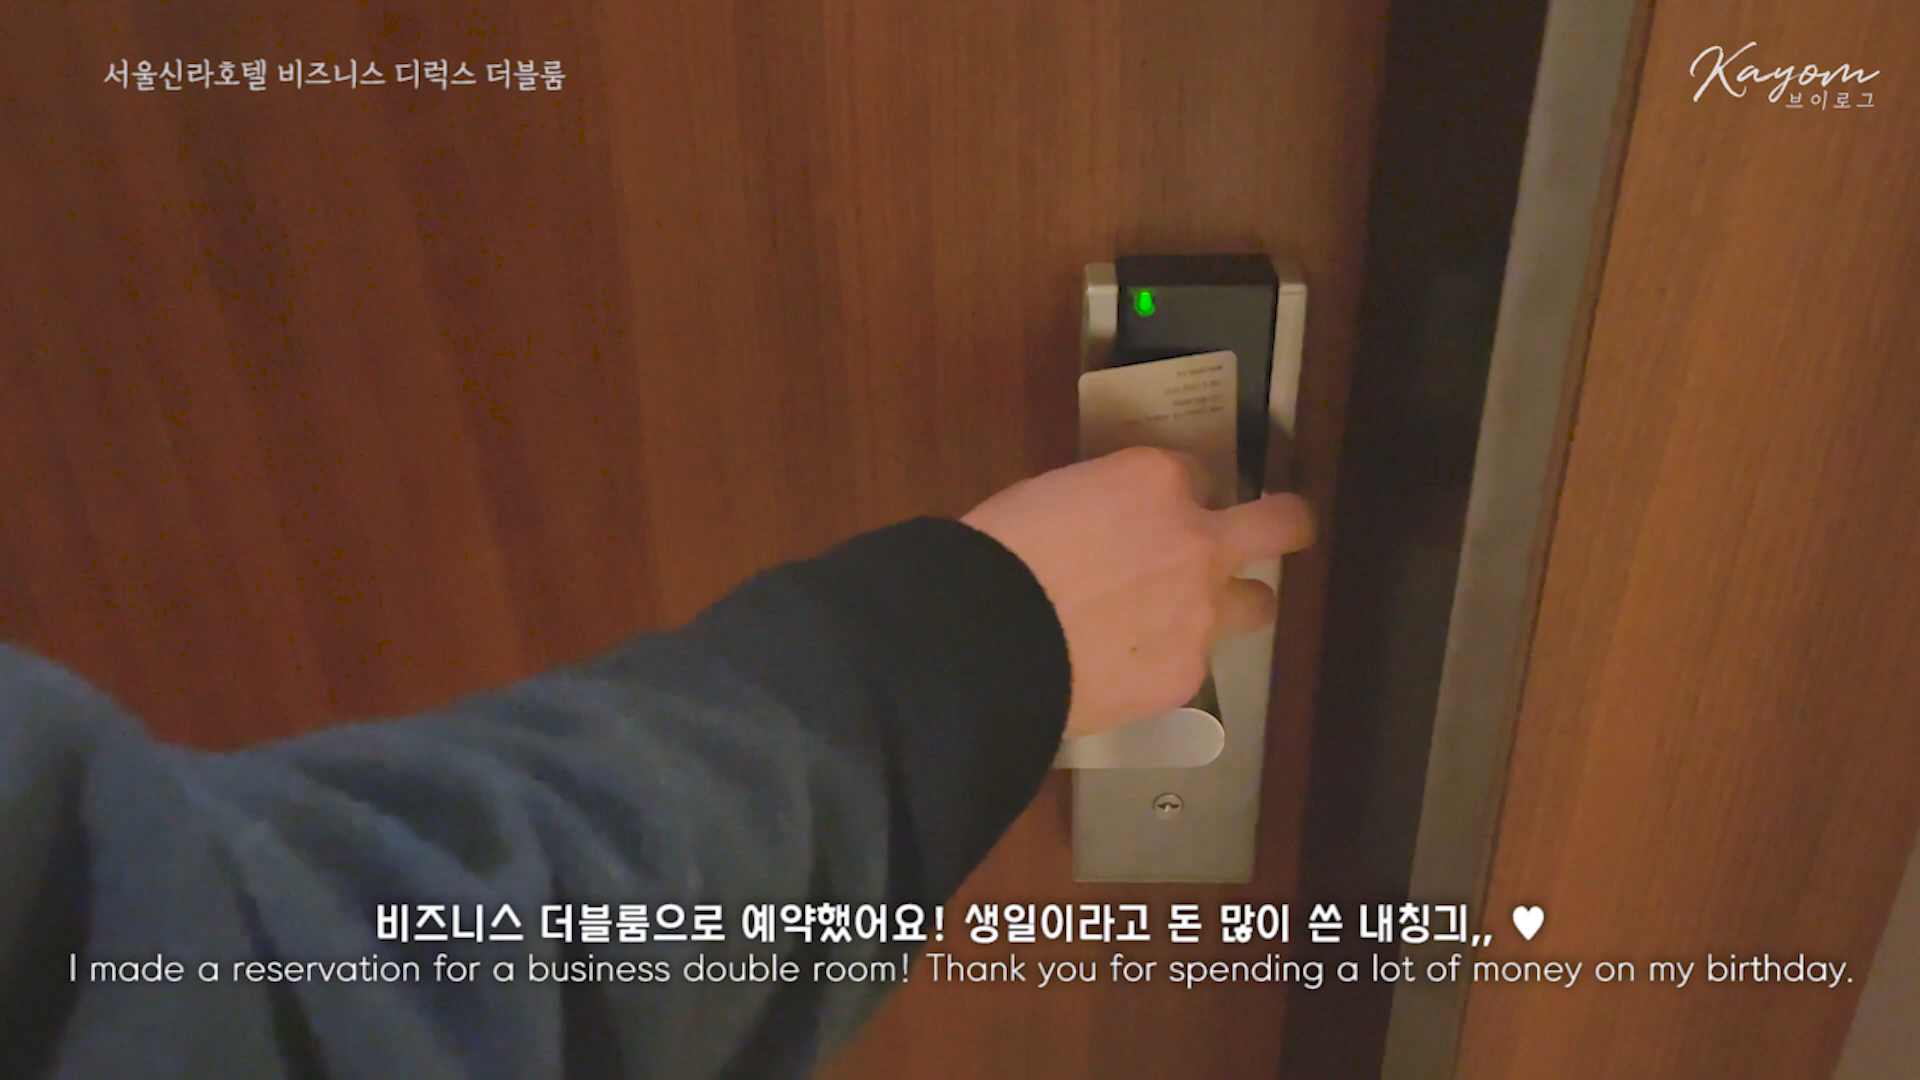 서울신라호텔 비즈니스 디럭스 더블룸
Kayom
브이로그
비즈니스 더블룸으로 예약했어요! 생일이라고 돈 많이 쓴 내칭긔,, ♥
I made a reservation for a business double room! Thank you for spending a lot of money on my birthday.